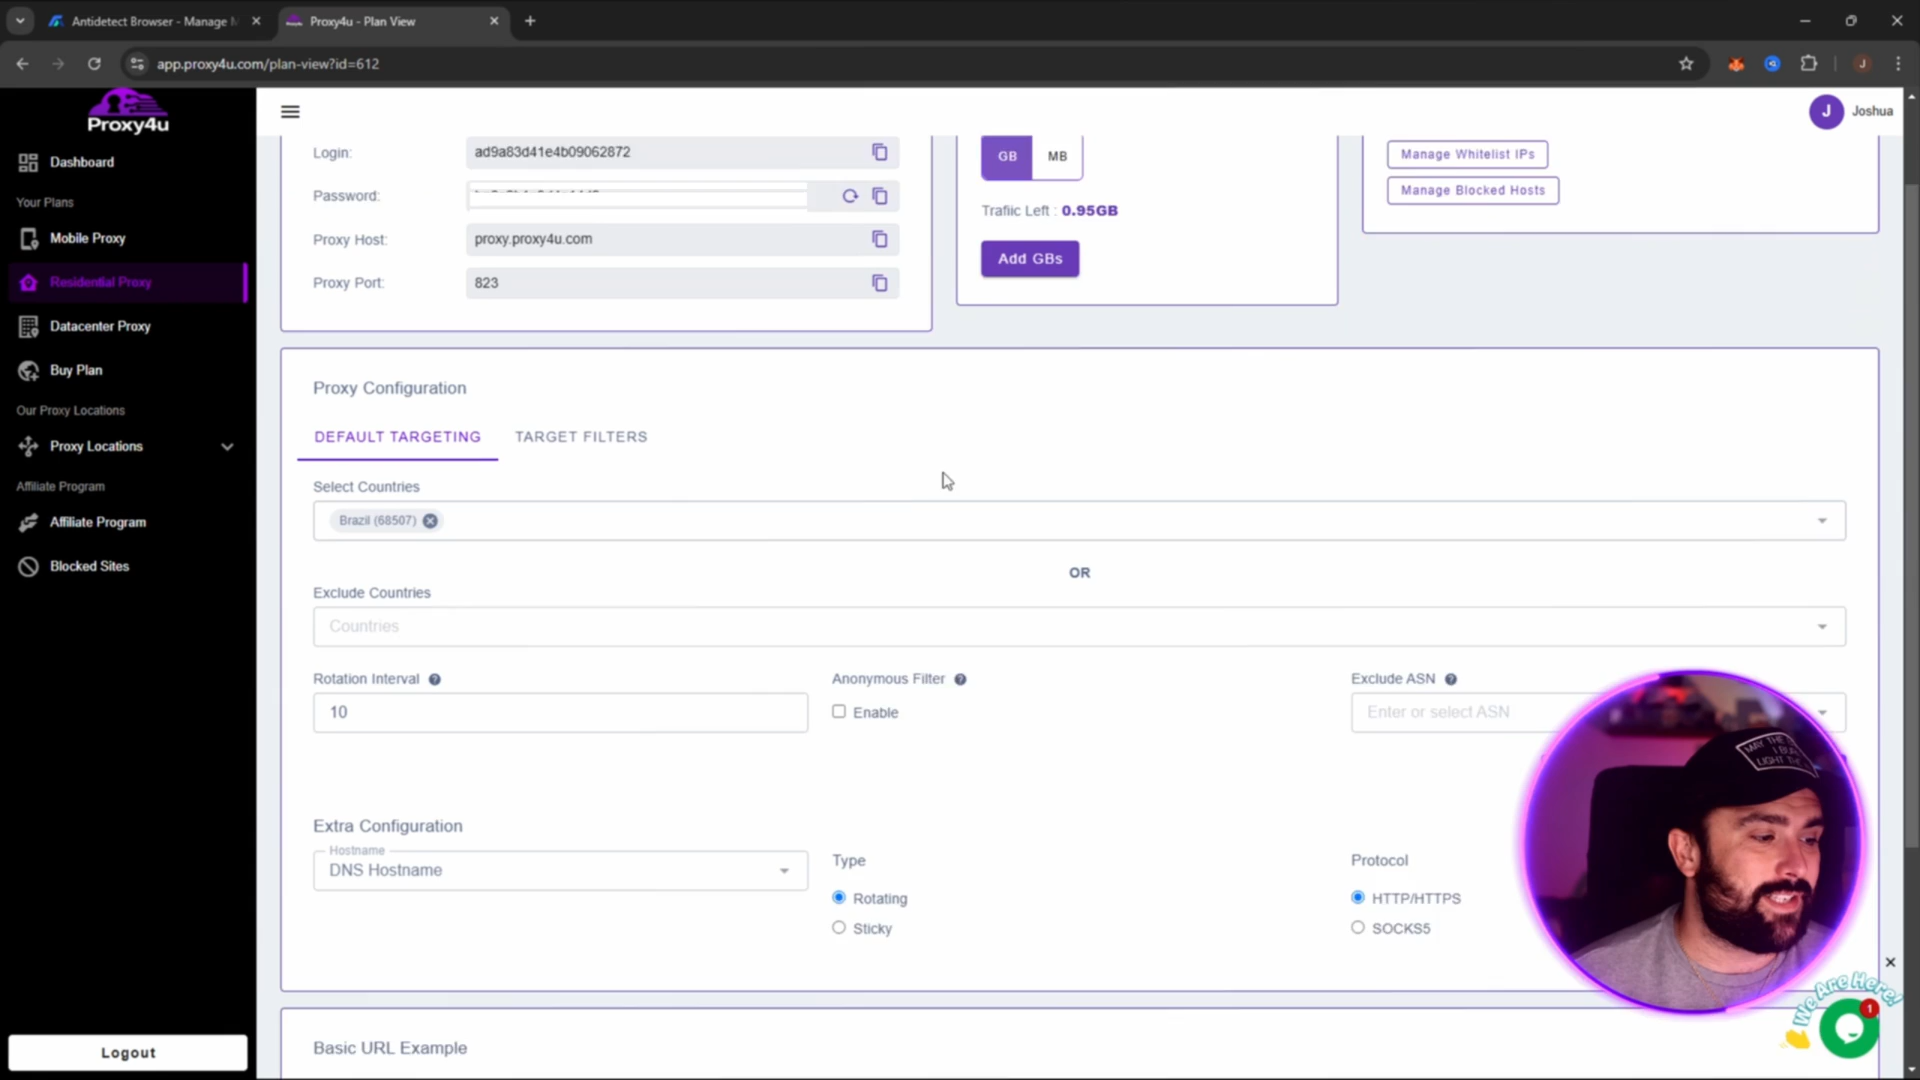 Antidetect Browser - Manage M
Proxy4u - Plan View
app.proxy4u.com/plan-view?id=612
J
Proxy4u
J
Joshua
Dashboard
Your Plans
Mobile Proxy
Residential Proxy
Datacenter Proxy
Buy Plan
Our Proxy Locations
Proxy Locations
Affiliate Program
Affiliate Program
Blocked Sites
Logout
Login:
ad9a83d41e4b09062872
Password:
Proxy Host:
proxy.proxy4u.com
Proxy Port:
823
GB
MB
Trafiic Left : 0.95GB
Add GBs
Manage Whitelist IPs
Manage Blocked Hosts
Proxy Configuration
DEFAULT TARGETING
TARGET FILTERS
Select Countries
Brazil (68507)
OR
Exclude Countries
Countries
Rotation Interval
10
Anonymous Filter
Enable
Exclude ASN
Enter or select ASN
Extra Configuration
Hostname
DNS Hostname
Type
Rotating
Sticky
Protocol
HTTP/HTTPS
SOCKS5
We Are Here!
1
Basic URL Example